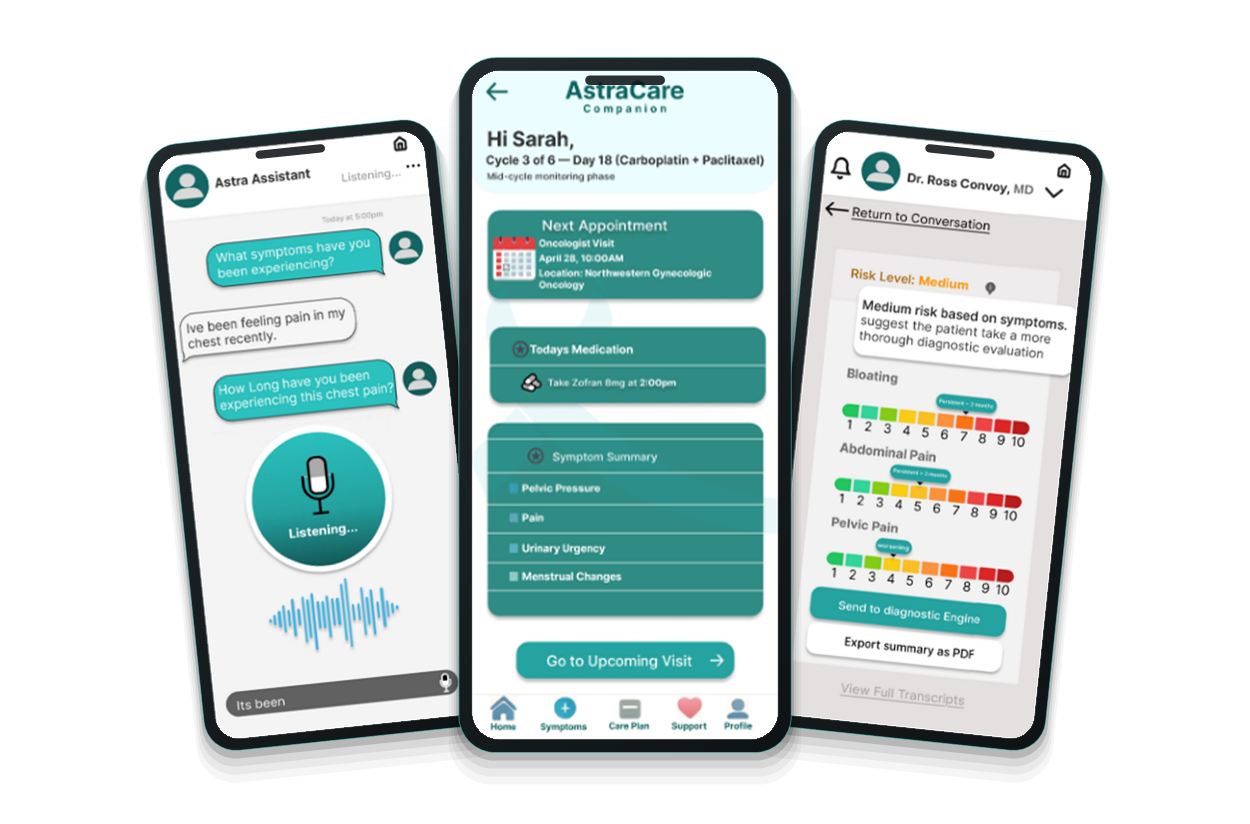 Astra Assistant
Listening...
Today at 5:00pm
What symptoms have you
been experiencing?
Ive been feeling pain in my
chest recently.
How Long have you been
experiencing this chest pain?
Listening...
Its been
AstraCare
Companion
Hi Sarah,
Cycle 3 of 6 — Day 18 (Carboplatin + Paclitaxel)
Mid-cycle monitoring phase
Next Appointment
Oncologist Visit
April 28, 10:00AM
Location: Northwestern Gynecologic
Oncology
Todays Medication
Take Zofran 8mg at 2:00pm
Symptom Summary
Pelvic Pressure
Pain
Urinary Urgency
Menstrual Changes
Go to Upcoming Visit
Home Symptoms Care Plan Support Profile
Dr. Ross Convoy, MD
Return to Conversation
Risk Level: Medium
Medium risk based on symptoms.
suggest the patient take a more
thorough diagnostic evaluation
Bloating
Persistent
months
1 2 3 4 5 6 7 8 9 10
Abdominal Pain
Persistent
months
1 2 3 4 5 6 7 8 9 10
Pelvic Pain
worsening
1 2 3 4 5 6 7 8 9 10
Send to diagnostic Engine
Export summary as PDF
View Full Transcripts